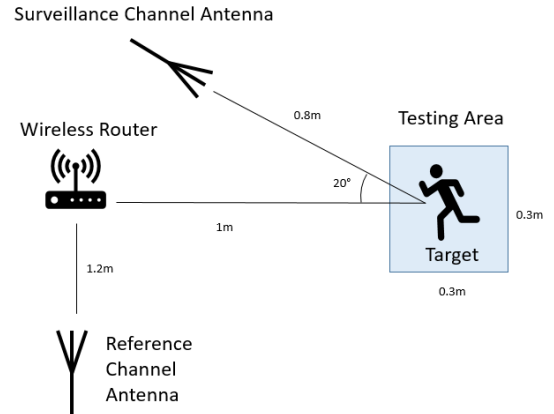 Surveillance Channel Antenna
0.8m
Testing Area
Wireless Router
20°
0.3m
1m
Target
1.2m
0.3m
Reference
Channel
Antenna